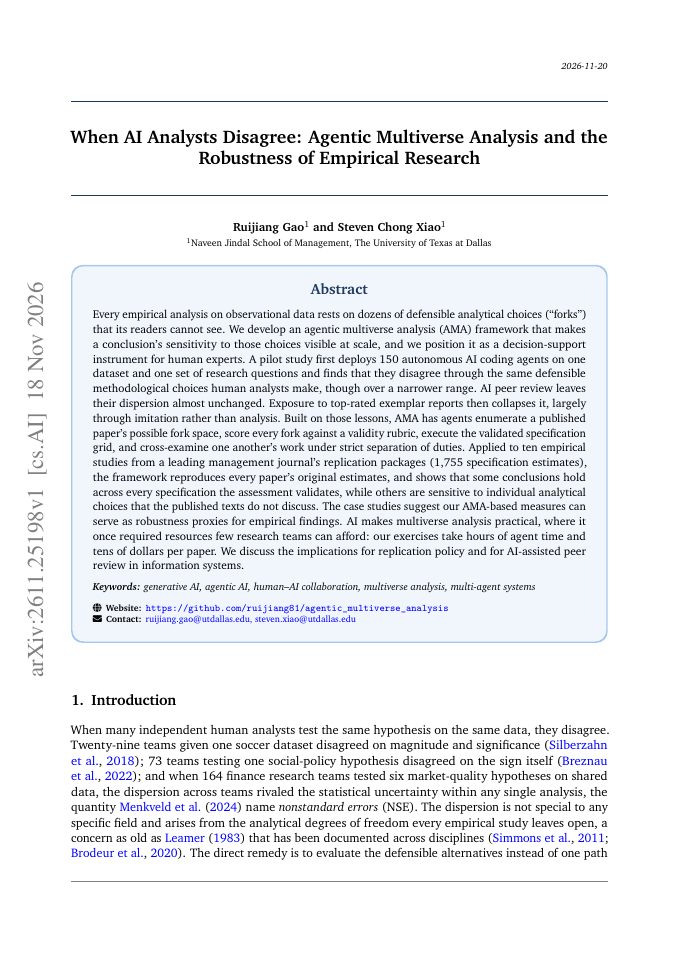 2026-11-20
When AI Analysts Disagree: Agentic Multiverse Analysis and the
Robustness of Empirical Research
Ruijiang Gao1 and Steven Chong Xiao1
1Naveen Jindal School of Management, The University of Texas at Dallas
Abstract
Every empirical analysis on observational data rests on dozens of defensible analytical choices (“forks”)
that its readers cannot see. We develop an agentic multiverse analysis (AMA) framework that makes
a conclusion’s sensitivity to those choices visible at scale, and we position it as a decision-support
instrument for human experts. A pilot study first deploys 150 autonomous AI coding agents on one
dataset and one set of research questions and finds that they disagree through the same defensible
methodological choices human analysts make, though over a narrower range. AI peer review leaves
their dispersion almost unchanged. Exposure to top-rated exemplar reports then collapses it, largely
through imitation rather than analysis. Built on those lessons, AMA has agents enumerate a published
paper’s possible fork space, score every fork against a validity rubric, execute the validated specification
grid, and cross-examine one another’s work under strict separation of duties. Applied to ten empirical
studies from a leading management journal’s replication packages (1,755 specification estimates),
the framework reproduces every paper’s original estimates, and shows that some conclusions hold
across every specification the assessment validates, while others are sensitive to individual analytical
choices that the published texts do not discuss. The case studies suggest our AMA-based measures can
serve as robustness proxies for empirical findings. AI makes multiverse analysis practical, where it
once required resources few research teams can afford: our exercises take hours of agent time and
tens of dollars per paper. We discuss the implications for replication policy and for AI-assisted peer
review in information systems.
Keywords: generative AI, agentic AI, human–AI collaboration, multiverse analysis, multi-agent systems
Website: https://github.com/ruijiang81/agentic_multiverse_analysis
Contact: ruijiang.gao@utdallas.edu, steven.xiao@utdallas.edu
arXiv:2611.25198v1 [cs.AI] 18 Nov 2026
1. Introduction
When many independent human analysts test the same hypothesis on the same data, they disagree.
Twenty-nine teams given one soccer dataset disagreed on magnitude and significance (Silberzahn
et al., 2018); 73 teams testing one social-policy hypothesis disagreed on the sign itself (Breznau
et al., 2022); and when 164 finance research teams tested six market-quality hypotheses on shared
data, the dispersion across teams rivaled the statistical uncertainty within any single analysis, the
quantity Menkveld et al. (2024) name nonstandard errors (NSE). The dispersion is not special to any
specific field and arises from the analytical degrees of freedom every empirical study leaves open, a
concern as old as Leamer (1983) that has been documented across disciplines (Simmons et al., 2011;
Brodeur et al., 2020). The direct remedy is to evaluate the defensible alternatives instead of one path